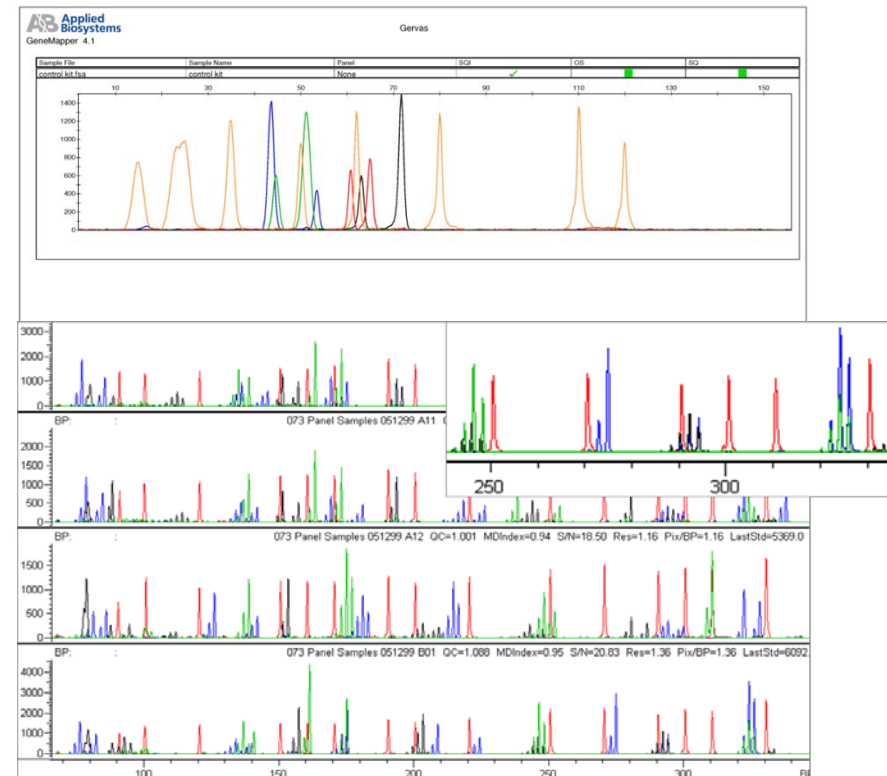 AB Applied Biosystems
GeneMapper 4.1
Gervas
Sample File Sample Name Panel SQI OS SQ
control kit.fsa control kit None
10 30 50 70 90 110 130 150
1400
1200
1000
800
600
400
200
0
3000
2000
1000
0
BP: : 073 Panel Samples 051299 A11
250 300
2000
1500
1000
500
0
BP: : 073 Panel Samples 051299 A12 QC=1.001 MDIndex=0.94 S/N=18.50 Res=1.16 Pix/BP=1.16 LastStd=5369.0
1500
1000
500
0
BP: : 073 Panel Samples 051299 B01 QC=1.088 MDIndex=0.95 S/N=20.83 Res=1.36 Pix/BP=1.36 LastStd=6092.
4000
3000
2000
1000
0
100 150 200 250 300